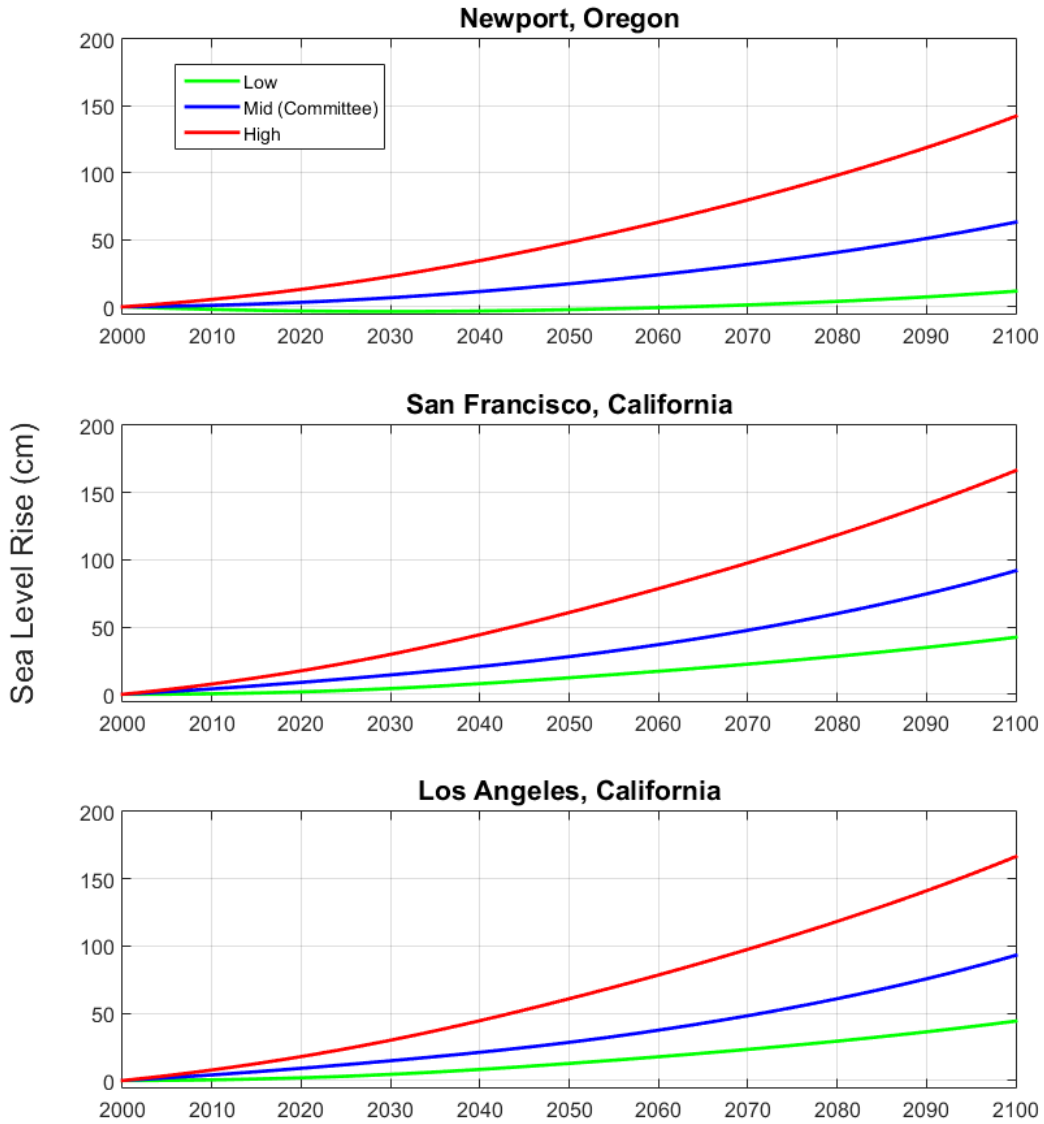 Newport, Oregon
200
150
100
50
0
Low
Mid (Committee)
High
2000 2010 2020 2030 2040 2050 2060 2070 2080 2090 2100
San Francisco, California
Sea Level Rise (cm)
200
150
100
50
0
2000 2010 2020 2030 2040 2050 2060 2070 2080 2090 2100
Los Angeles, California
200
150
100
50
0
2000 2010 2020 2030 2040 2050 2060 2070 2080 2090 2100